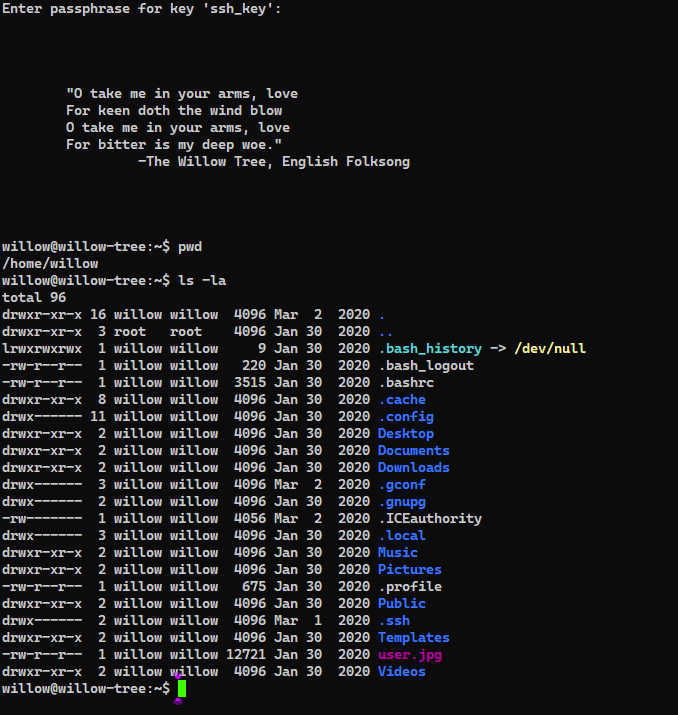 Enter passphrase for key 'ssh_key':
"O take me in your arms, love
For keen doth the wind blow
O take me in your arms, love
For bitter is my deep woe."
-The Willow Tree, English Folksong
willow@willow-tree:~$ pwd
/home/willow
willow@willow-tree:~$ ls -la
total 96
drwxr-xr-x 16 willow willow  4096 Mar  2  2020 .
drwxr-xr-x  3 root   root    4096 Jan 30  2020 ..
lrwxrwxrwx  1 willow willow     9 Jan 30  2020 .bash_history -> /dev/null
-rw-r--r--  1 willow willow   220 Jan 30  2020 .bash_logout
-rw-r--r--  1 willow willow  3515 Jan 30  2020 .bashrc
drwxr-xr-x  8 willow willow  4096 Jan 30  2020 .cache
drwx------ 11 willow willow  4096 Jan 30  2020 .config
drwxr-xr-x  2 willow willow  4096 Jan 30  2020 Desktop
drwxr-xr-x  2 willow willow  4096 Jan 30  2020 Documents
drwxr-xr-x  2 willow willow  4096 Jan 30  2020 Downloads
drwx------  3 willow willow  4096 Mar  2  2020 .gconf
drwx------  2 willow willow  4096 Jan 30  2020 .gnupg
-rw-------  1 willow willow  4056 Mar  2  2020 .ICEauthority
drwx------  3 willow willow  4096 Jan 30  2020 .local
drwxr-xr-x  2 willow willow  4096 Jan 30  2020 Music
drwxr-xr-x  2 willow willow  4096 Jan 30  2020 Pictures
-rw-r--r--  1 willow willow   675 Jan 30  2020 .profile
drwxr-xr-x  2 willow willow  4096 Jan 30  2020 Public
drwx------  2 willow willow  4096 Mar  1  2020 .ssh
drwxr-xr-x  2 willow willow  4096 Jan 30  2020 Templates
-rw-r--r--  1 willow willow 12721 Jan 30  2020 user.jpg
drwxr-xr-x  2 willow willow  4096 Jan 30  2020 Videos
willow@willow-tree:~$